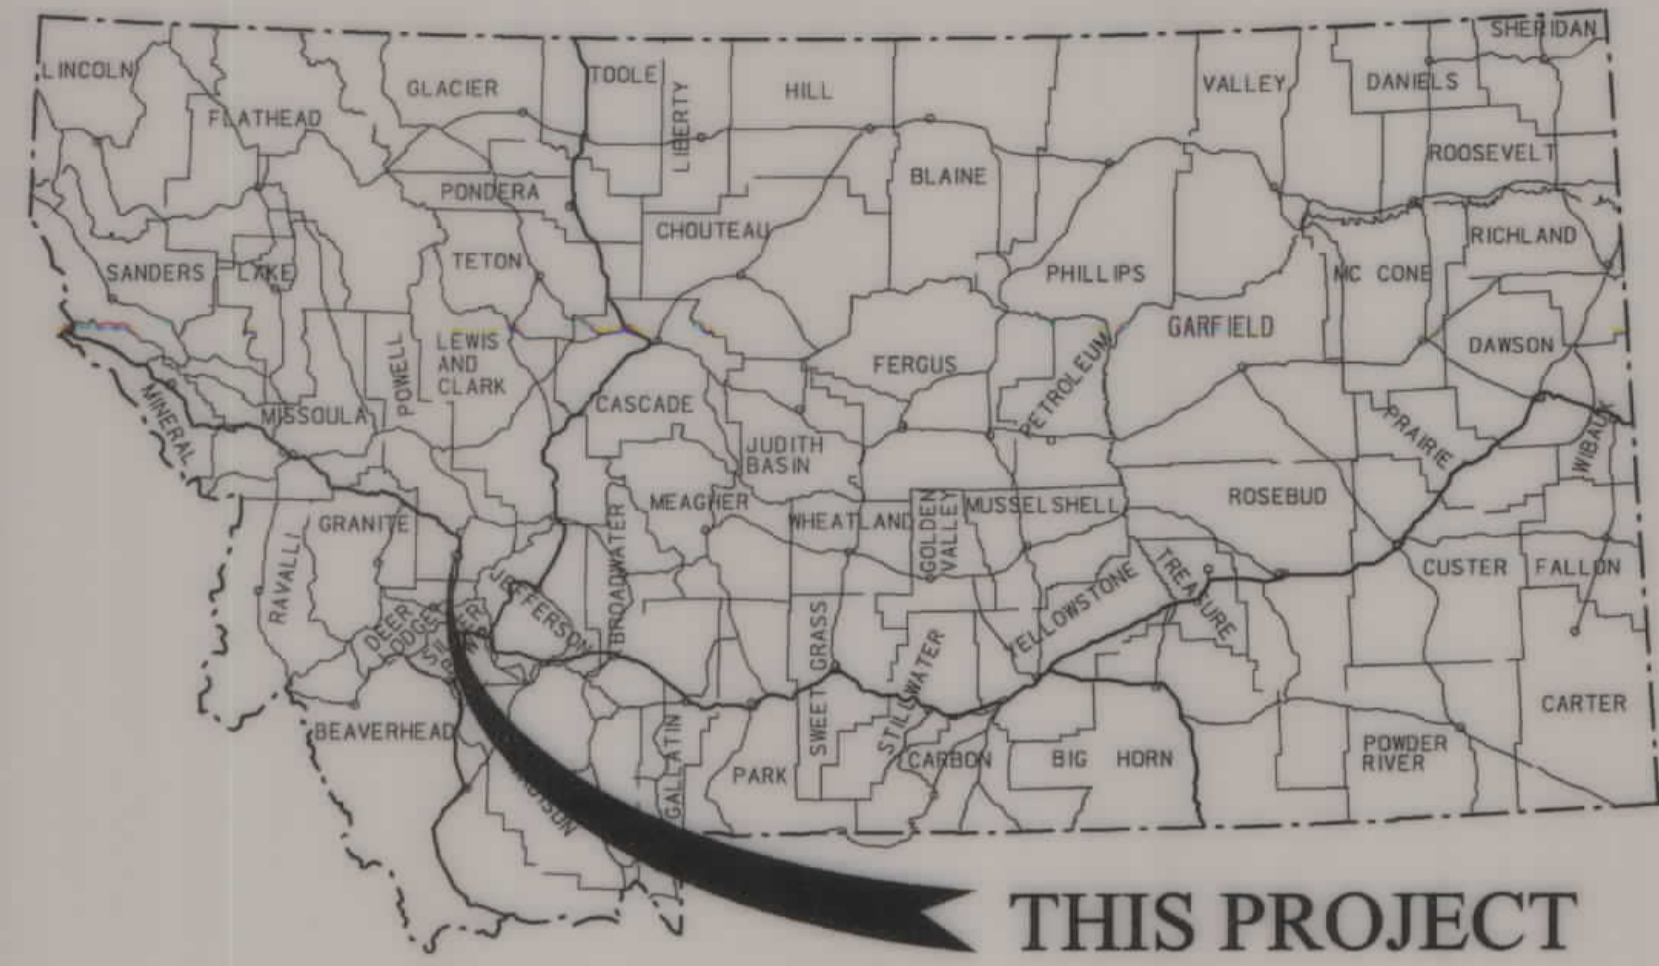 SHERIDAN
LINCOLN
TOOLE
GLACIER
HILL
VALLEY
DANIELS
FLATHEAD
LIBERTY
ROOSEVELT
BLAINE
PONDERA
CHOUTEAU
RICHLAND
TETON
SANDERS
LAKE
PHILLIPS
MC CONE
GARFIELD
LEWIS
AND
CLARK
POWELL
FERGUS
PETROLEUM
DAWSON
MINERAL
MISSOULA
CASCADE
JUDITH
BASIN
PRAIRIE
WIBAUX
MEAGHER
ROSEBUD
GRANITE
WHEATLAND
GOLDEN
VALLEY
MUSSELSHELL
RAVALLI
BROADWATER
JEFFERSON
TREASURE
CUSTER
FALLON
DEER
LODGE
YELLOWSTONE
SWEET GRASS
STILLWATER
CARTER
BEAVERHEAD
GALLATIN
PARK
CARBON
BIG HORN
POWDER
RIVER
THIS PROJECT